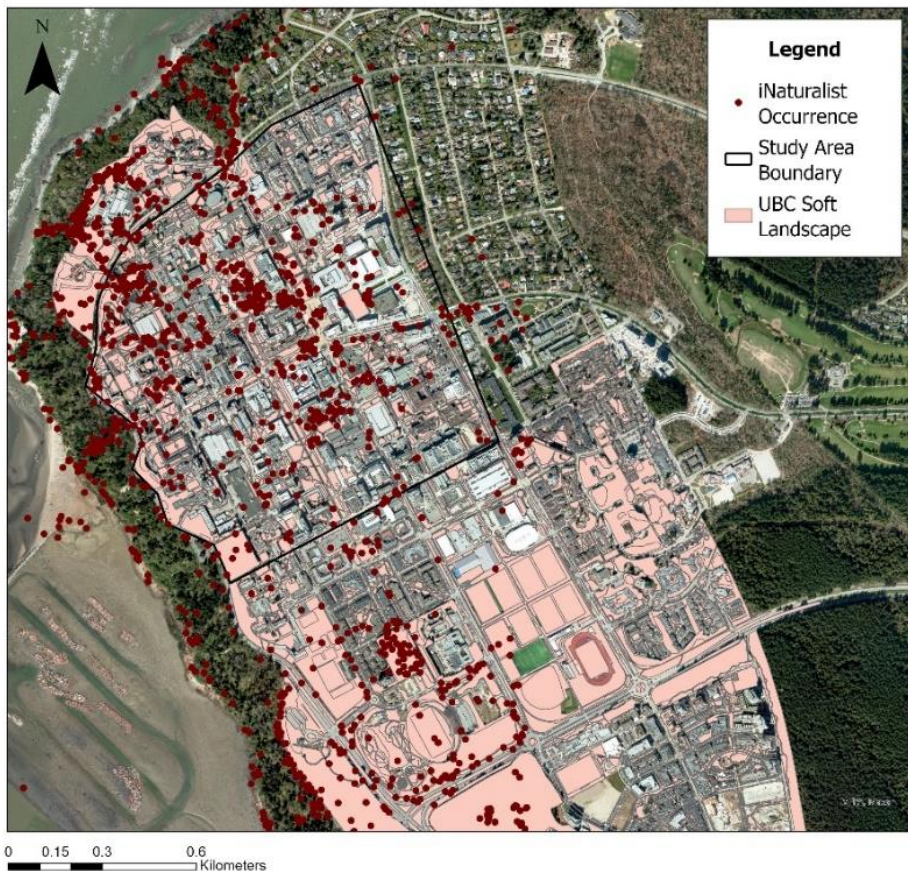 N
Legend
iNaturalist
Occurrence
Study Area
Boundary
UBC Soft
Landscape
0 0.15 0.3 0.6
Kilometers